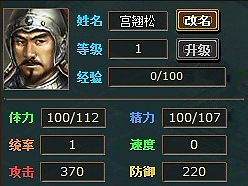 姓名 宫翘松 改名
等级 1 升级
经验 0/100
体力 100/112 精力 100/107
统率 1 速度 0
攻击 370 防御 220